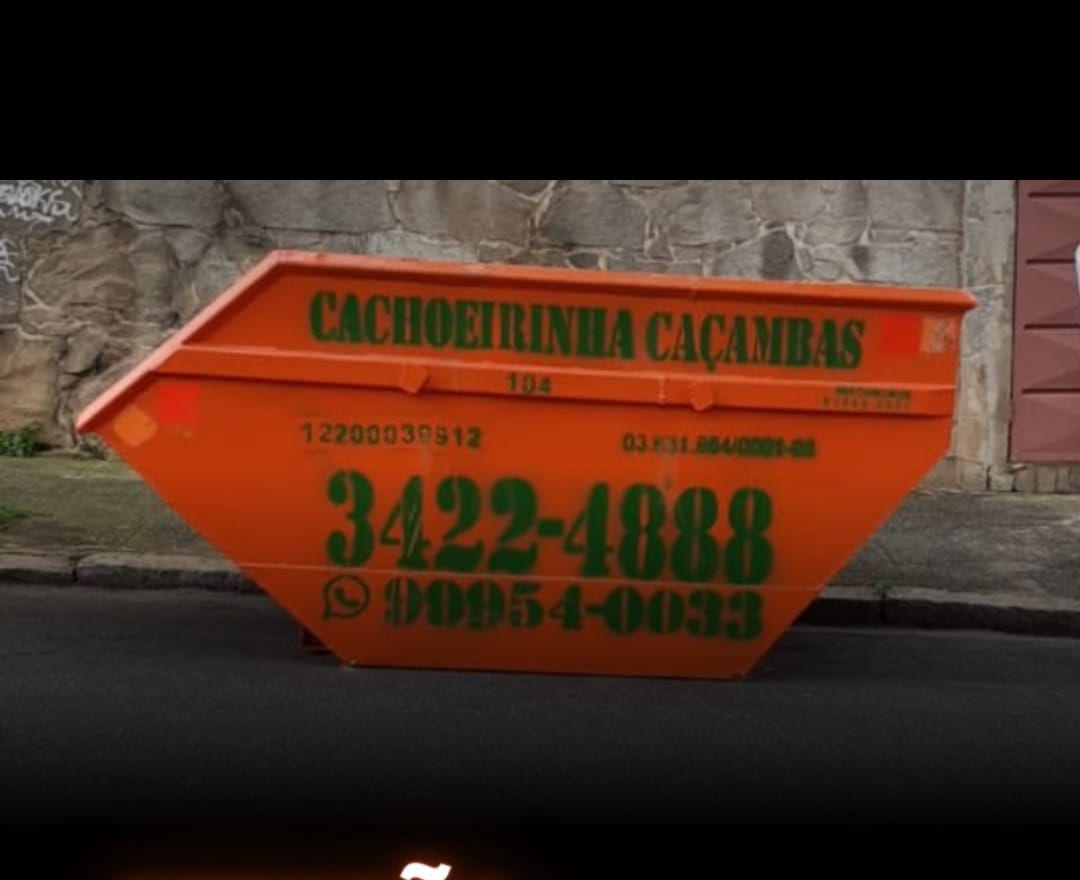 CACHOEIRINHA CAÇAMBAS
104
12200039912
3422-4888
99954-0033